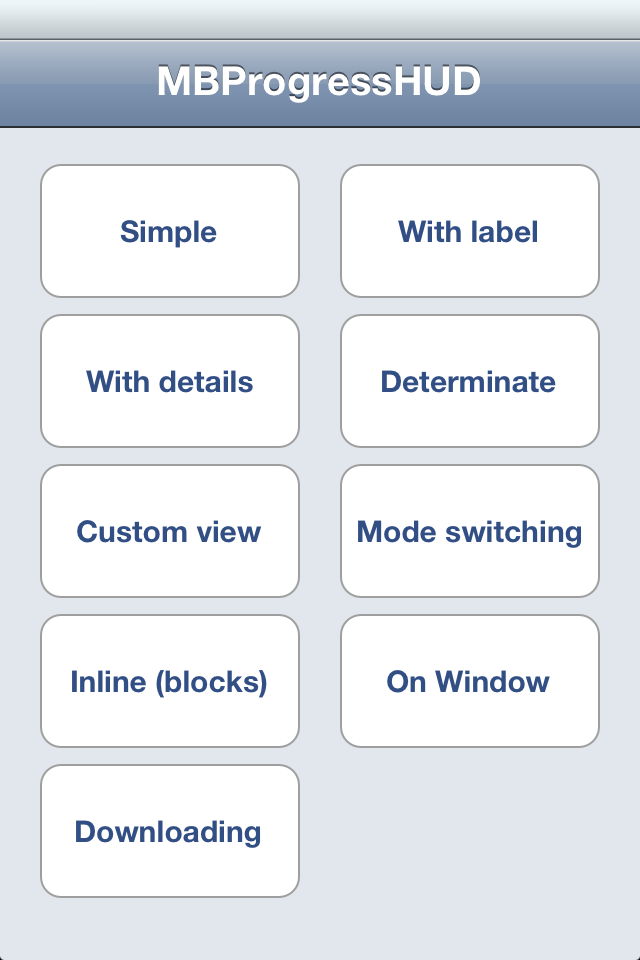 MBProgressHUD
Simple
With label
With details
Determinate
Custom view
Mode switching
Inline (blocks)
On Window
Downloading